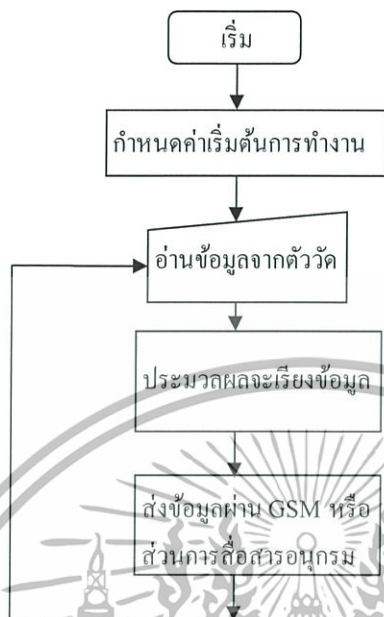 เริ่ม
กำหนดค่าเริ่มต้นการทำงาน
อ่านข้อมูลจากตัววัด
ประมวลผลจะเรียงข้อมูล
ส่งข้อมูลผ่าน GSM หรือ
ส่วนการสื่อสารอนุกรม